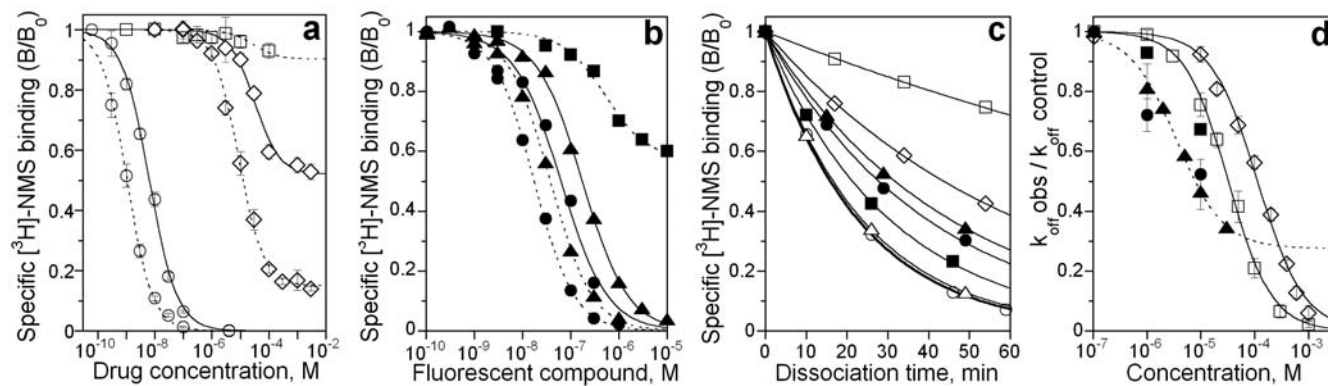 a
Specific [³H]-NMS binding (B/B₀)
1
0.8
0.6
0.4
0.2
0
10⁻¹⁰ 10⁻⁸ 10⁻⁶ 10⁻⁴ 10⁻²
Drug concentration, M
b
Specific [³H]-NMS binding (B/B₀)
1
0.8
0.6
0.4
0.2
0
10⁻¹⁰ 10⁻⁹ 10⁻⁸ 10⁻⁷ 10⁻⁶ 10⁻⁵
Fluorescent compound, M
c
Specific [³H]-NMS binding (B/B₀)
1
0.8
0.6
0.4
0.2
0
0 10 20 30 40 50 60
Dissociation time, min
d
k_off obs / k_off control
1
0.8
0.6
0.4
0.2
0
10⁻⁷ 10⁻⁶ 10⁻⁵ 10⁻⁴ 10⁻³
Concentration, M